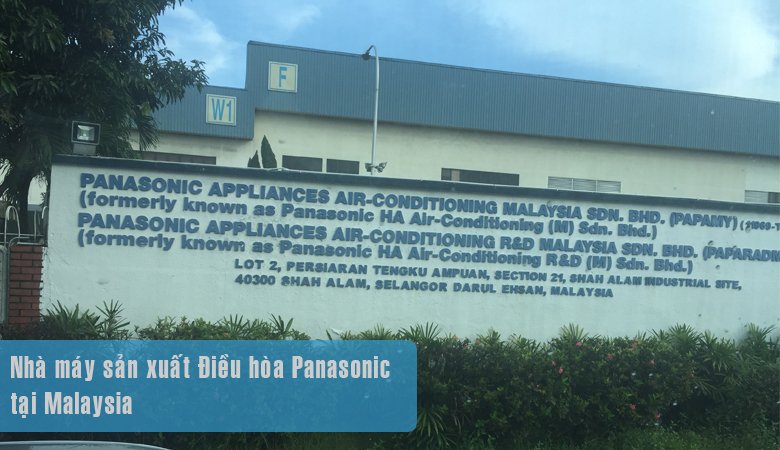 F
W1
PANASONIC APPLIANCES AIR-CONDITIONING MALAYSIA SDN. BHD. (PAPAMY)
(formerly known as Panasonic HA Air-Conditioning (M) Sdn. Bhd.)
PANASONIC APPLIANCES AIR-CONDITIONING R&D MALAYSIA SDN. BHD. (PAPARADM
(formerly known as Panasonic HA Air-Conditioning R&D (M) Sdn. Bhd.)
LOT 2, PERSIARAN TENGKU AMPUAN, SECTION 21, SHAH ALAM INDUSTRIAL SITE,
40300 SHAH ALAM, SELANGOR DARUL EHSAN, MALAYSIA
Nhà máy sản xuất Điều hòa Panasonic
tại Malaysia